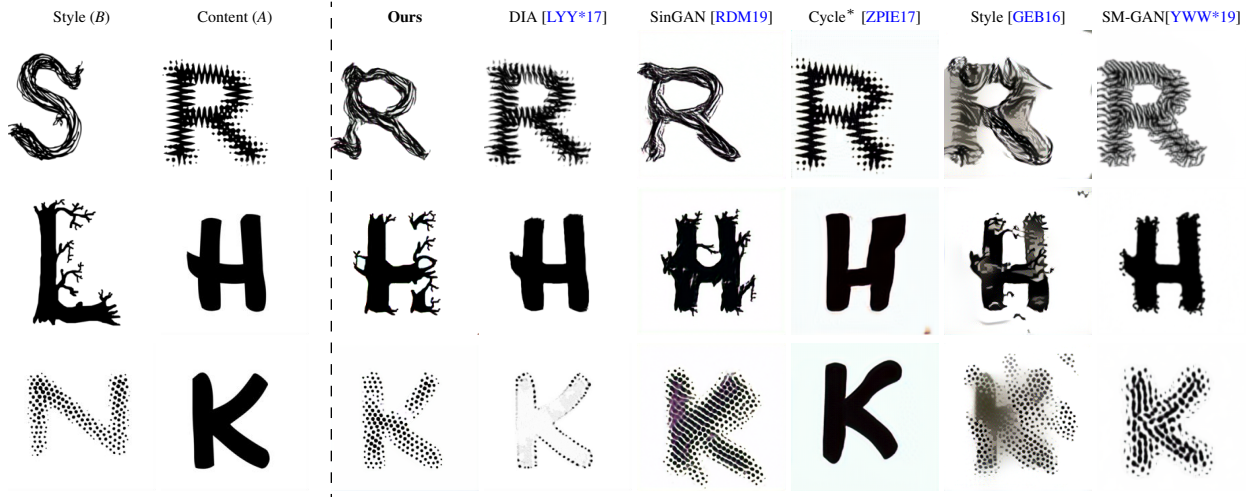 Style (B) Content (A) Ours DIA [LYY*17] SinGAN [RDM19] Cycle* [ZPIE17] Style [GEB16] SM-GAN[YWW*19]
S R R R R R R R
L H H H H H H H
N K K K K K K K